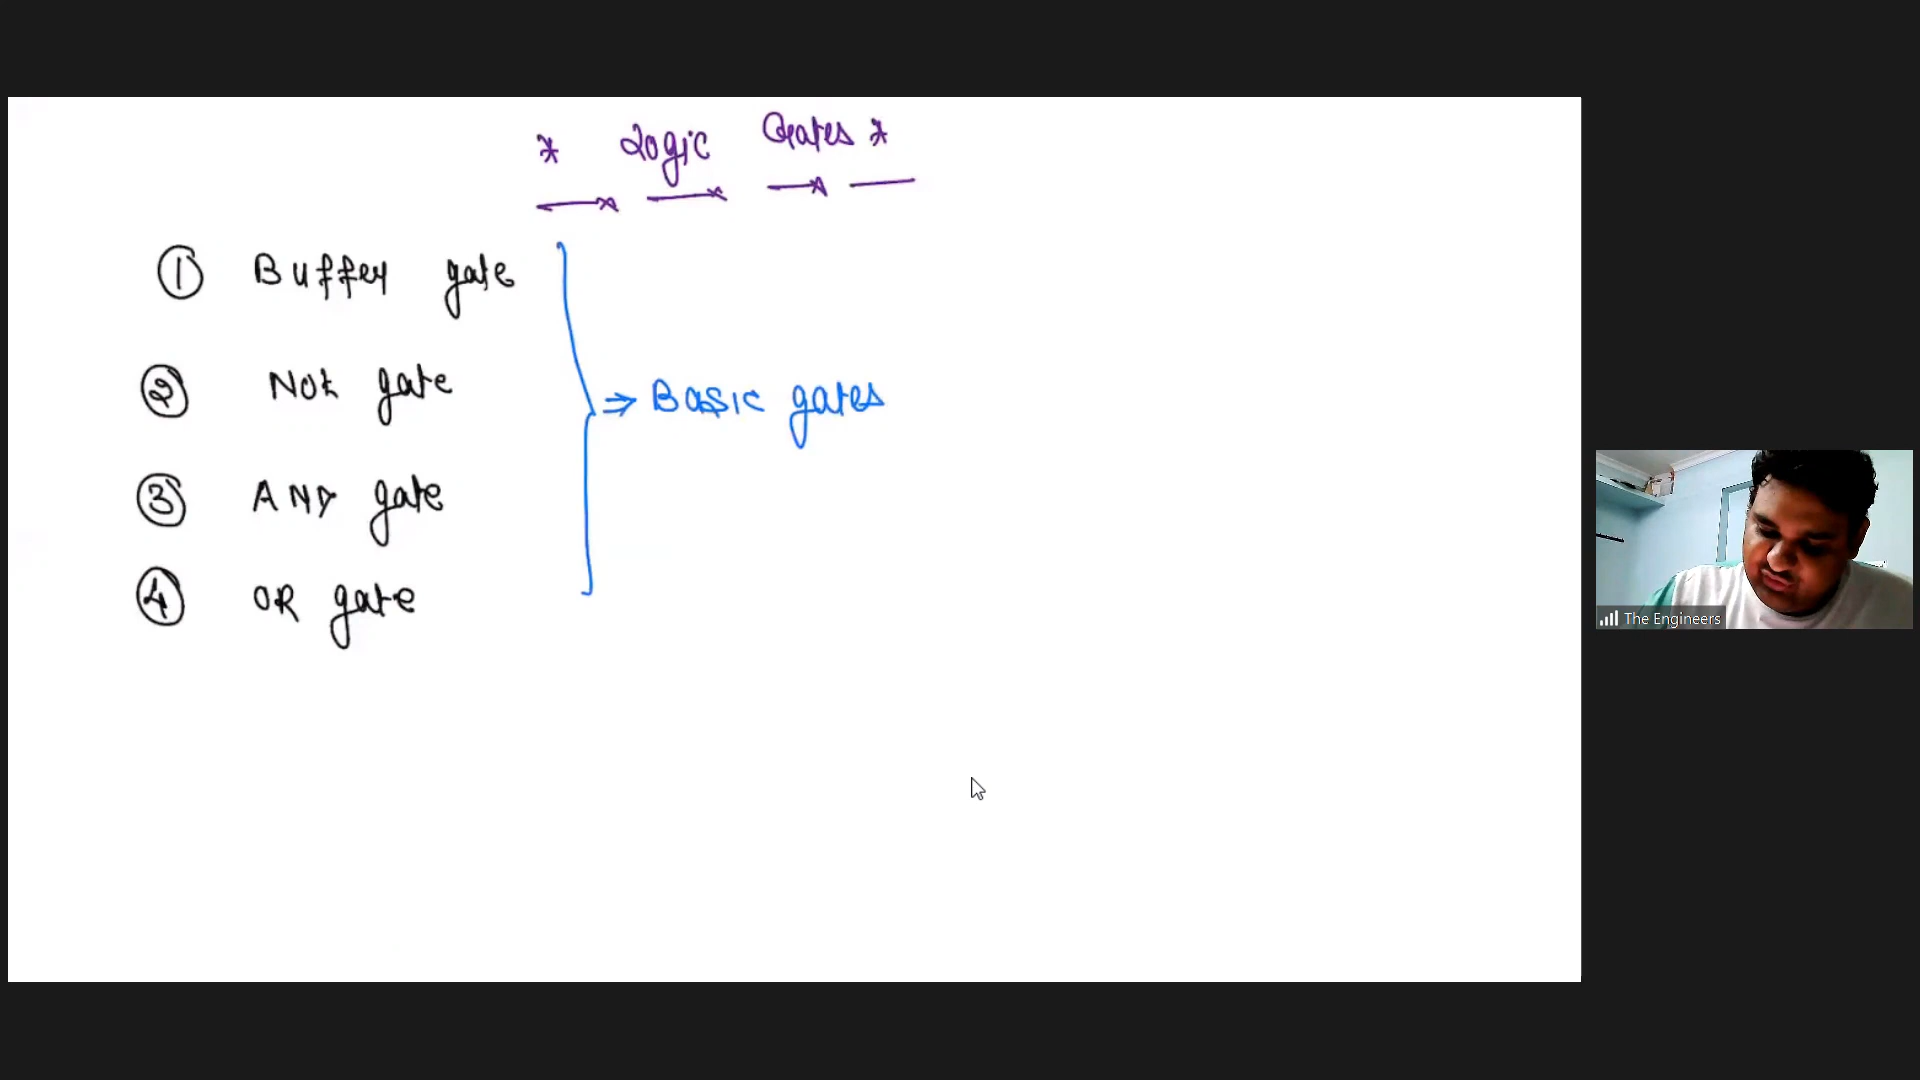 * Logic Gates *
① Buffer gate
② Not gate
⇒ Basic gates
③ AND gate
④ OR gate
The Engineers